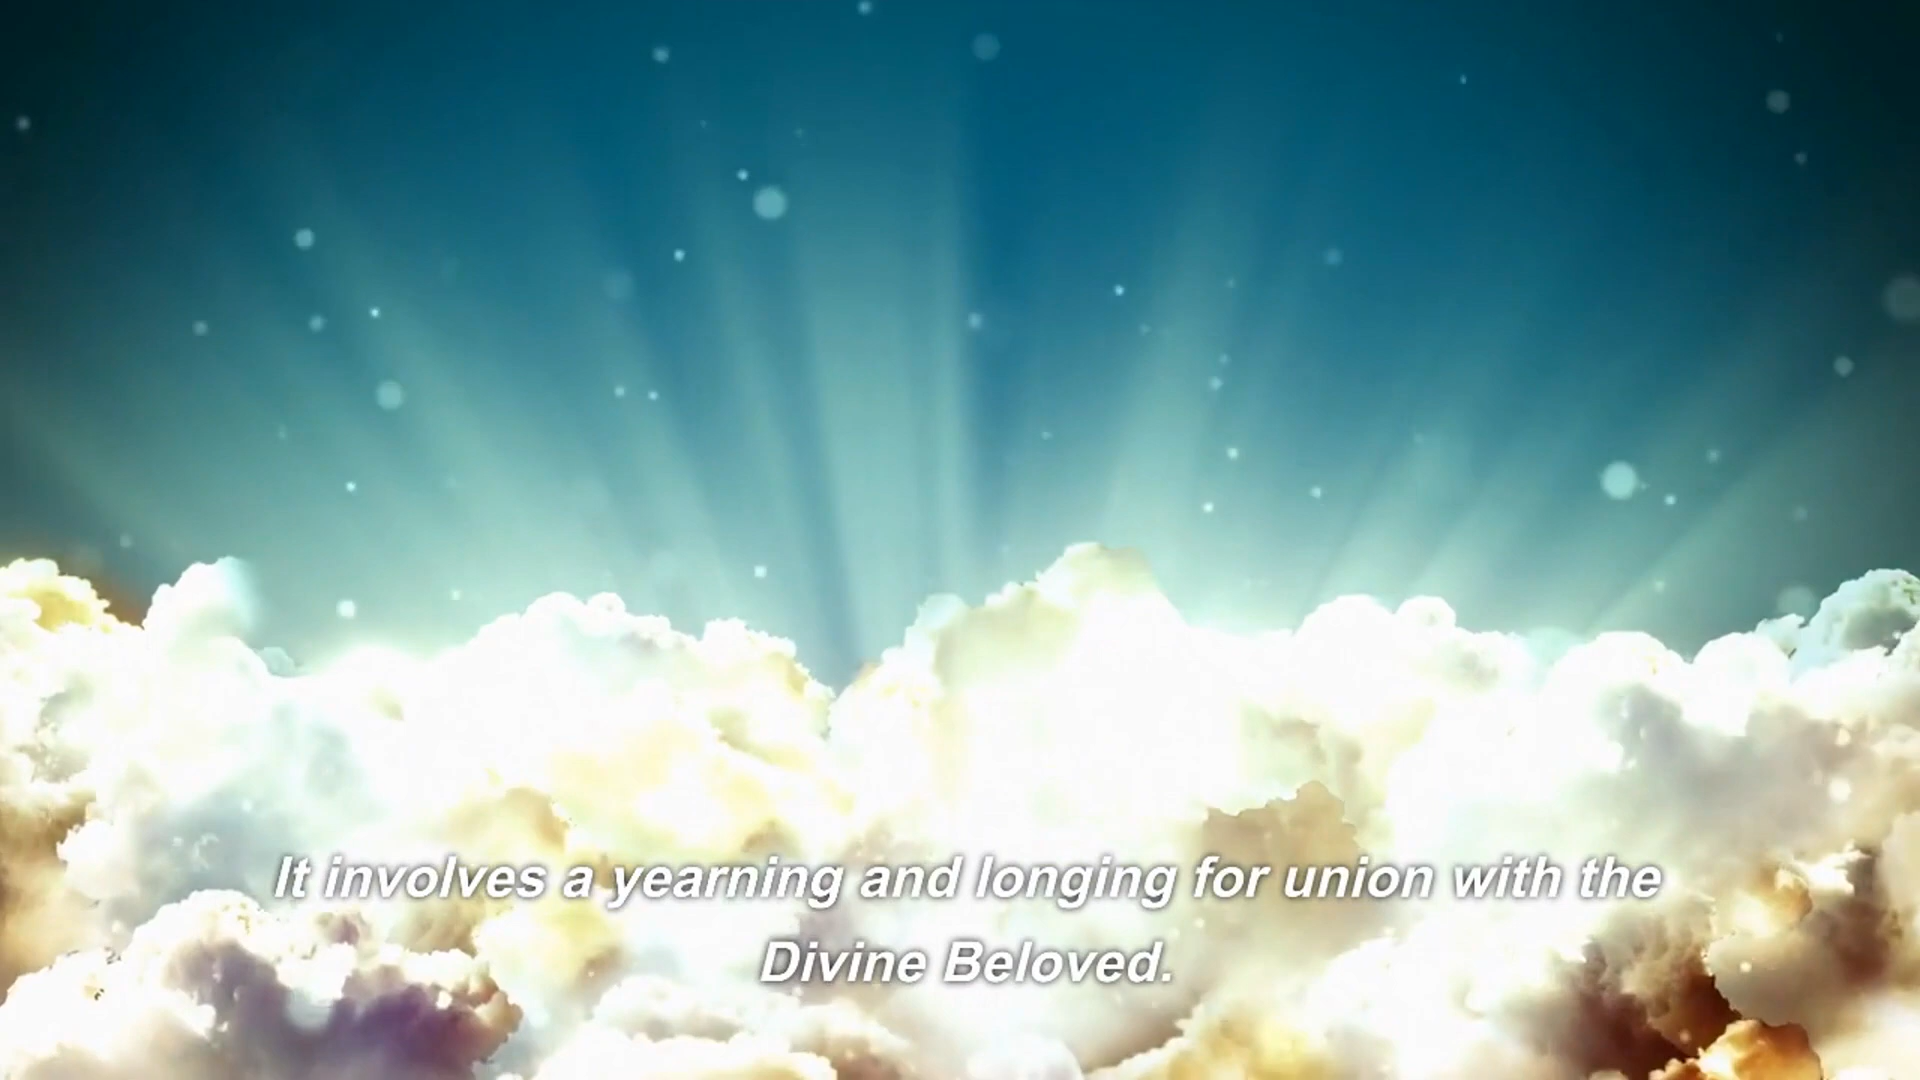 It involves a yearning and longing for union with the
Divine Beloved.